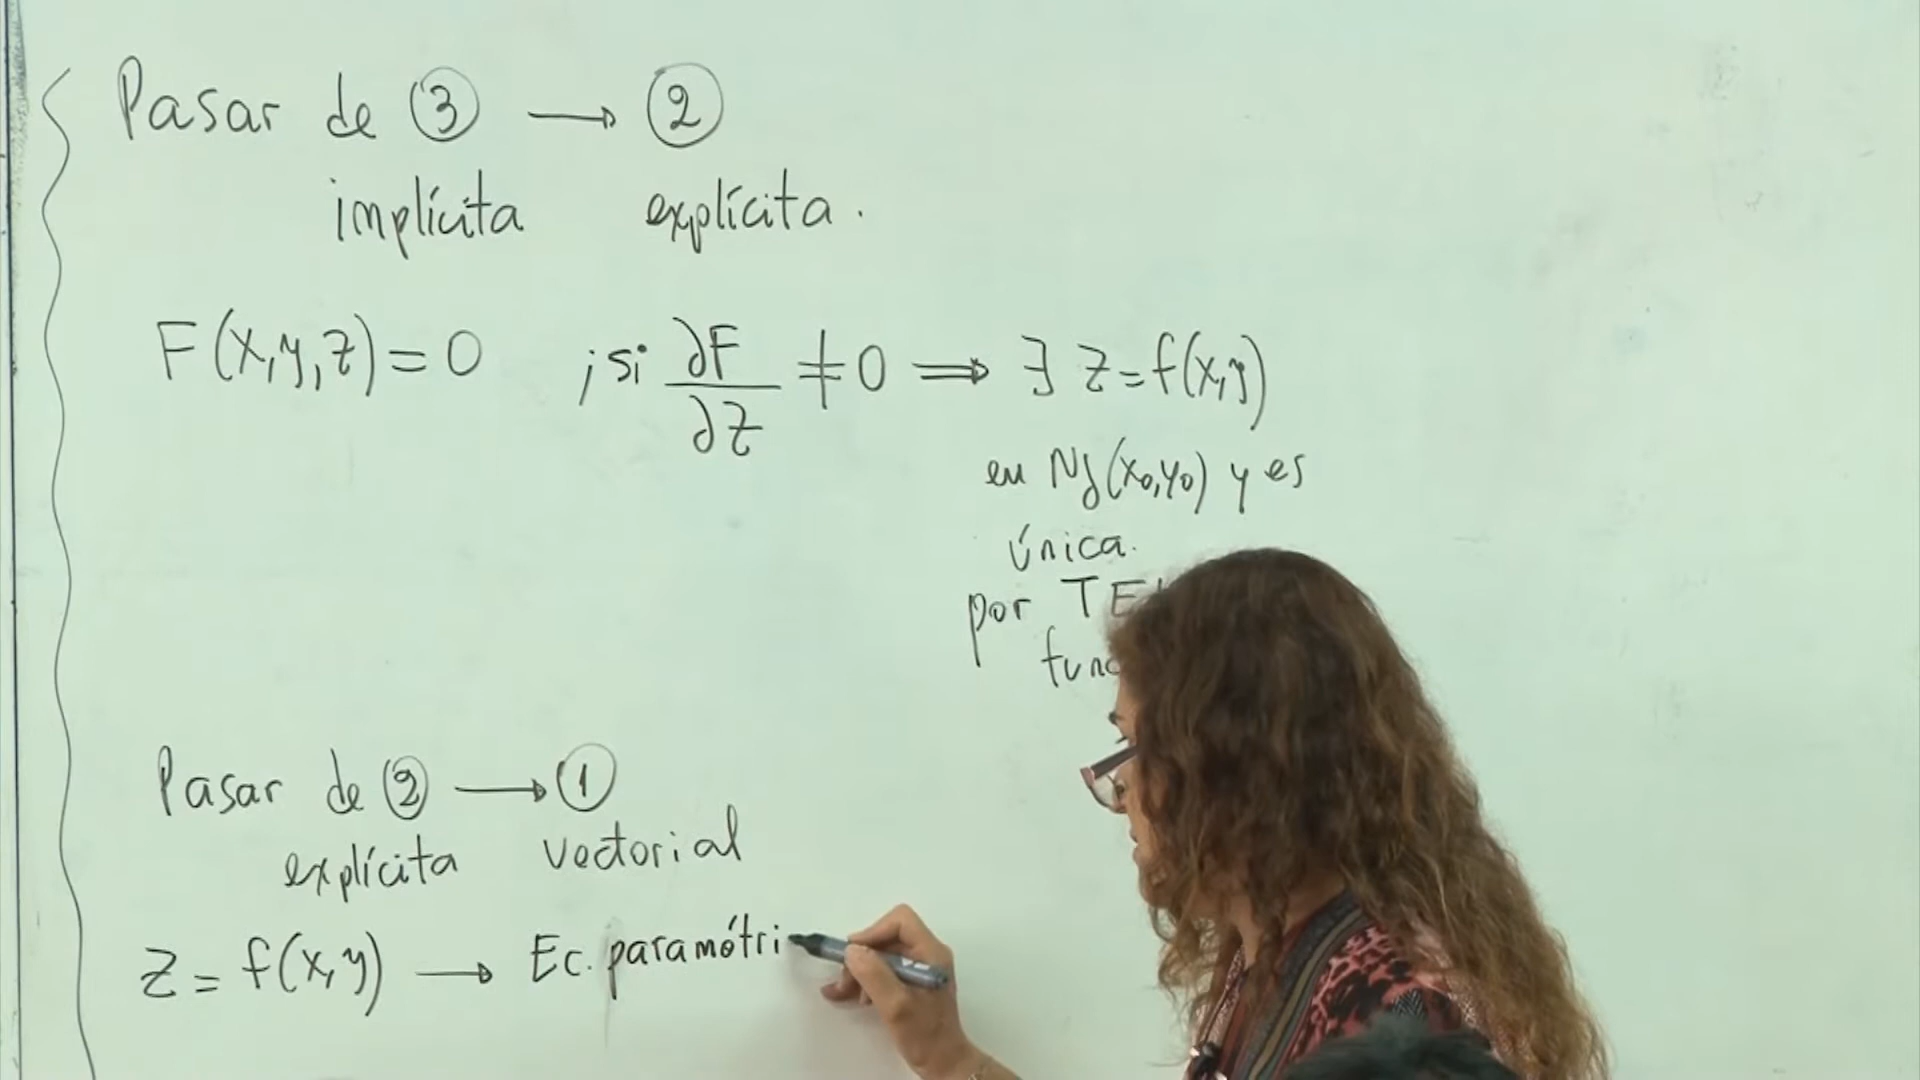 Pasar de ③ → ②
implícita explícita.
F(x,y,z)=0 ; si ∂F/∂z ≠ 0 ⟹ ∃ z=f(x,y)
en Nδ(x₀,y₀) y es
única.
por
Pasar de ② → ①
explícita vectorial
z = f(x,y) → Ec. paramétri